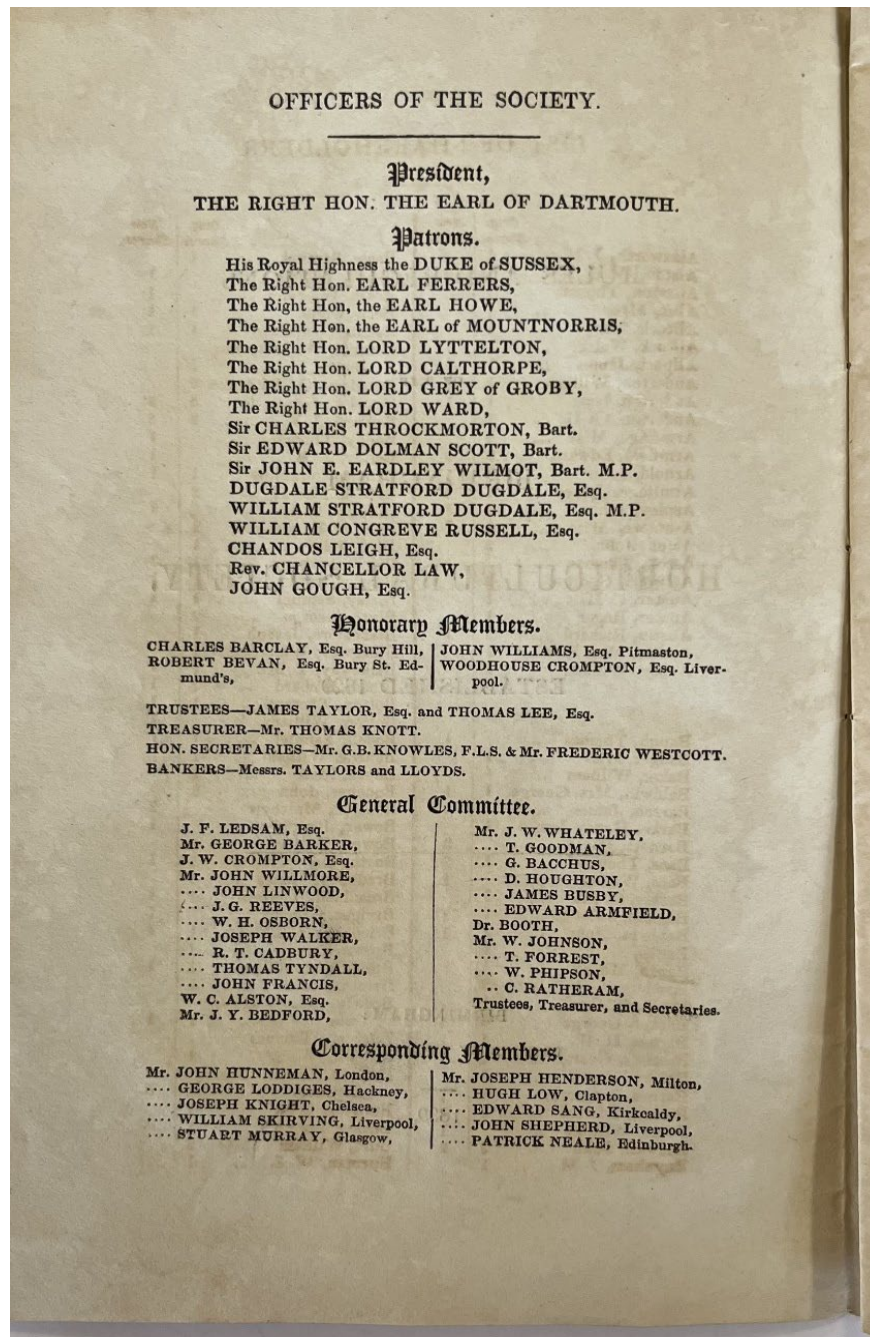 OFFICERS OF THE SOCIETY.
President,
THE RIGHT HON. THE EARL OF DARTMOUTH.
Patrons.
His Royal Highness the DUKE of SUSSEX,
The Right Hon. EARL FERRERS,
The Right Hon, the EARL HOWE,
The Right Hon. the EARL of MOUNTNORRIS,
The Right Hon. LORD LYTTELTON,
The Right Hon. LORD CALTHORPE,
The Right Hon. LORD GREY of GROBY,
The Right Hon. LORD WARD,
Sir CHARLES THROCKMORTON, Bart.
Sir EDWARD DOLMAN SCOTT, Bart.
Sir JOHN E. EARDLEY WILMOT, Bart. M.P.
DUGDALE STRATFORD DUGDALE, Esq.
WILLIAM STRATFORD DUGDALE, Esq. M.P.
WILLIAM CONGREVE RUSSELL, Esq.
CHANDOS LEIGH, Esq.
Rev. CHANCELLOR LAW,
JOHN GOUGH, Esq.
Honorary Members.
CHARLES BARCLAY, Esq. Bury Hill,
ROBERT BEVAN, Esq. Bury St. Ed-
mund's,
JOHN WILLIAMS, Esq. Pitmaston,
WOODHOUSE CROMPTON, Esq. Liver-
pool.
TRUSTEES—JAMES TAYLOR, Esq. and THOMAS LEE, Esq.
TREASURER—Mr. THOMAS KNOTT.
HON. SECRETARIES—Mr. G.B. KNOWLES, F.L.S. & Mr. FREDERIC WESTCOTT.
BANKERS—Messrs. TAYLORS and LLOYDS.
General Committee.
J. F. LEDSAM, Esq.
Mr. GEORGE BARKER,
J. W. CROMPTON, Esq.
Mr. JOHN WILLMORE,
.... JOHN LINWOOD,
.... J. G. REEVES,
.... W. H. OSBORN,
.... JOSEPH WALKER,
.... R. T. CADBURY,
.... THOMAS TYNDALL,
.... JOHN FRANCIS,
W. C. ALSTON, Esq.
Mr. J. Y. BEDFORD,
Mr. J. W. WHATELEY,
.... T. GOODMAN,
.... G. BACCHUS,
.... D. HOUGHTON,
.... JAMES BUSBY,
.... EDWARD ARMFIELD,
Dr. BOOTH,
Mr. W. JOHNSON,
.... T. FORREST,
.... W. PHIPSON,
.. C. RATHERAM,
Trustees, Treasurer, and Secretaries.
Corresponding Members.
Mr. JOHN HUNNEMAN, London,
.... GEORGE LODDIGES, Hackney,
.... JOSEPH KNIGHT, Chelsea,
.... WILLIAM SKIRVING, Liverpool,
.... STUART MURRAY, Glasgow,
Mr. JOSEPH HENDERSON, Milton,
.... HUGH LOW, Clapton,
.... EDWARD SANG, Kirkcaldy,
.... JOHN SHEPHERD, Liverpool,
.... PATRICK NEALE, Edinburgh.